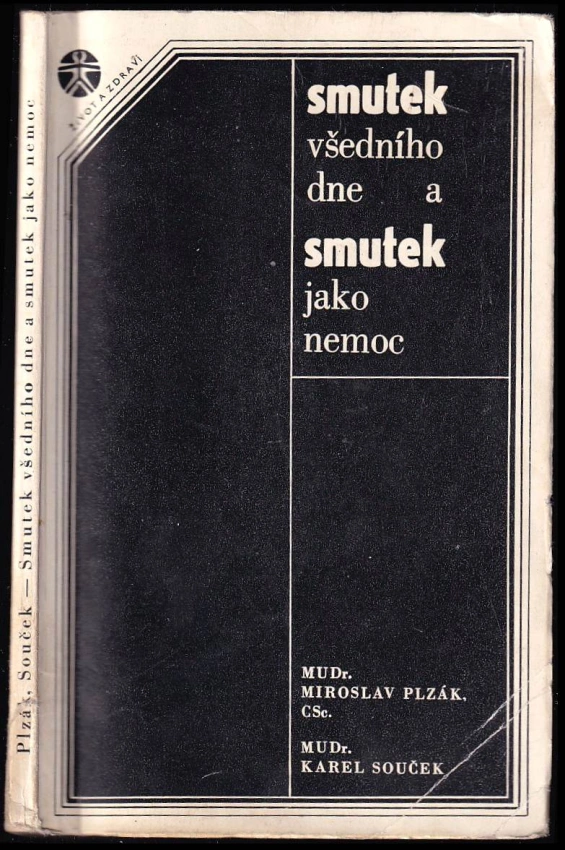 Plzák, Souček — Smutek všedního dne a smutek jako nemoc
ŽIVOT A ZDRAVÍ
smutek
všedního
dne a
smutek
jako
nemoc
MUDr.
MIROSLAV PLZÁK,
CSc.
MUDr.
KAREL SOUČEK